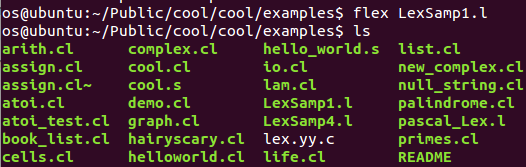 os@ubuntu:~/Public/cool/cool/examples$ flex LexSamp1.l
os@ubuntu:~/Public/cool/cool/examples$ ls
arith.cl complex.cl hello_world.s list.cl
assign.cl cool.cl io.cl new_complex.cl
assign.cl~ cool.s lam.cl null_string.cl
atoi.cl demo.cl LexSamp1.l palindrome.cl
atoi_test.cl graph.cl LexSamp4.l pascal_Lex.l
book_list.cl hairyscary.cl lex.yy.c primes.cl
cells.cl helloworld.cl life.cl README